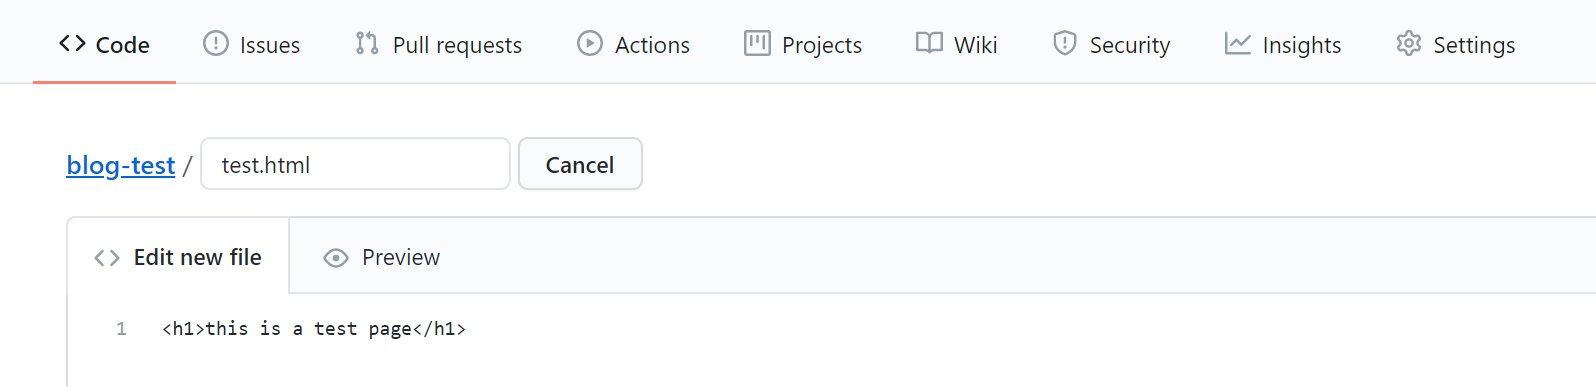 Code Issues Pull requests Actions Projects Wiki Security Insights Settings
blog-test / test.html Cancel
Edit new file Preview
1 <h1>this is a test page</h1>